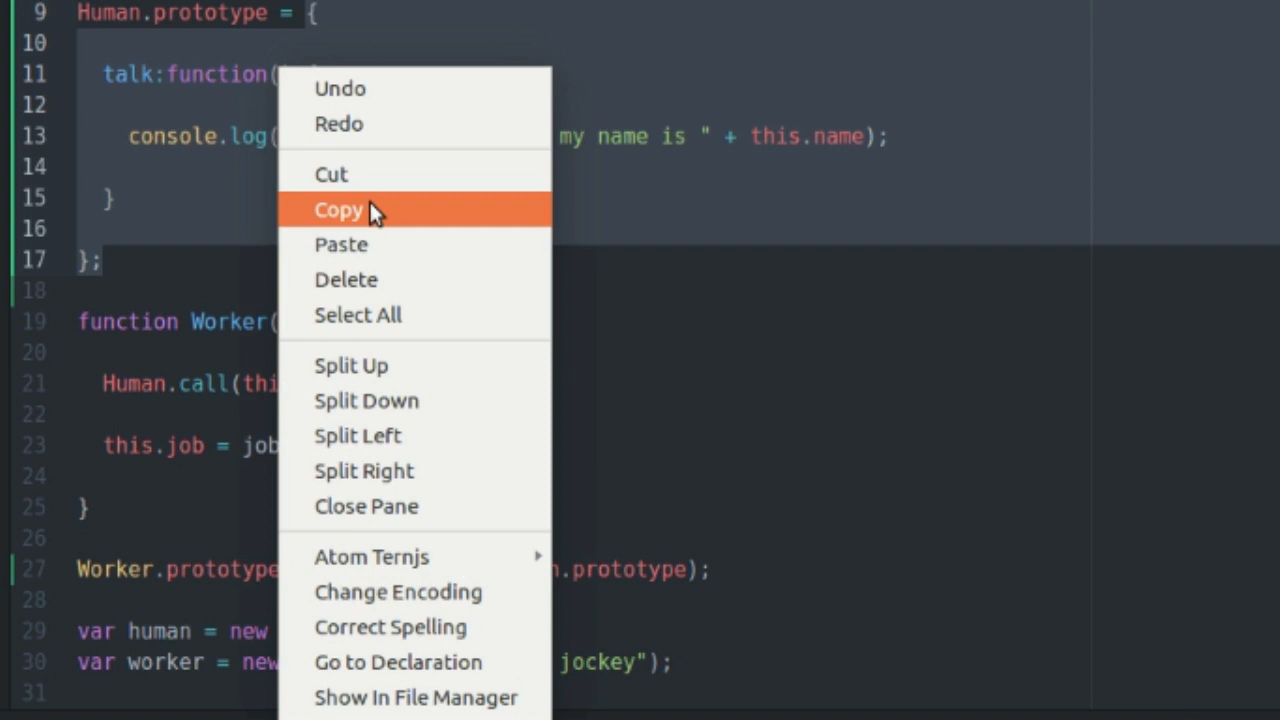 9 Human.prototype = {
10
11 talk:function(
12
13 console.log( my name is " + this.name);
14
15 }
16
17 };
18
19 function Worker(
20
21 Human.call(thi
22
23 this.job = job
24
25 }
26
27 Worker.prototype .prototype);
28
29 var human = new
30 var worker = new jockey");
31
Undo
Redo
Cut
Copy
Paste
Delete
Select All
Split Up
Split Down
Split Left
Split Right
Close Pane
Atom Ternjs
Change Encoding
Correct Spelling
Go to Declaration
Show In File Manager